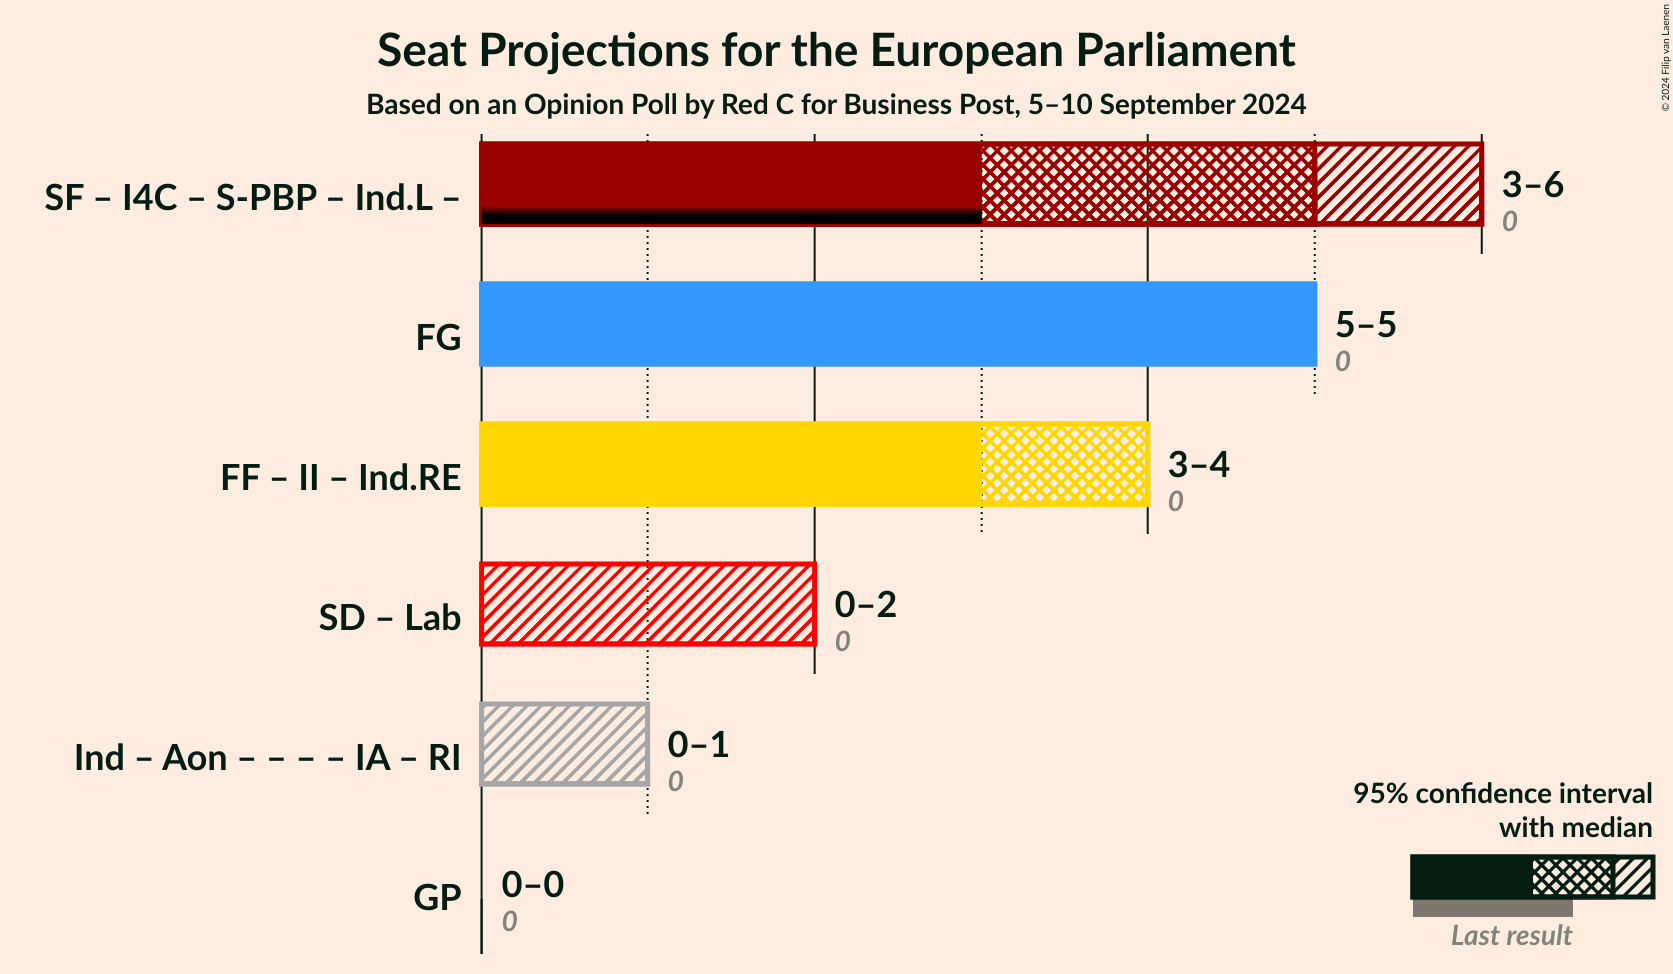 Seat Projections for the European Parliament
Based on an Opinion Poll by Red C for Business Post, 5–10 September 2024
© 2024 Filip van Laenen
SF – I4C – S-PBP – Ind.L –
3–6
0
FG
5–5
0
FF – II – Ind.RE
3–4
0
SD – Lab
0–2
0
Ind – Aon – – – – IA – RI
0–1
0
GP
0–0
0
95% confidence interval
with median
Last result